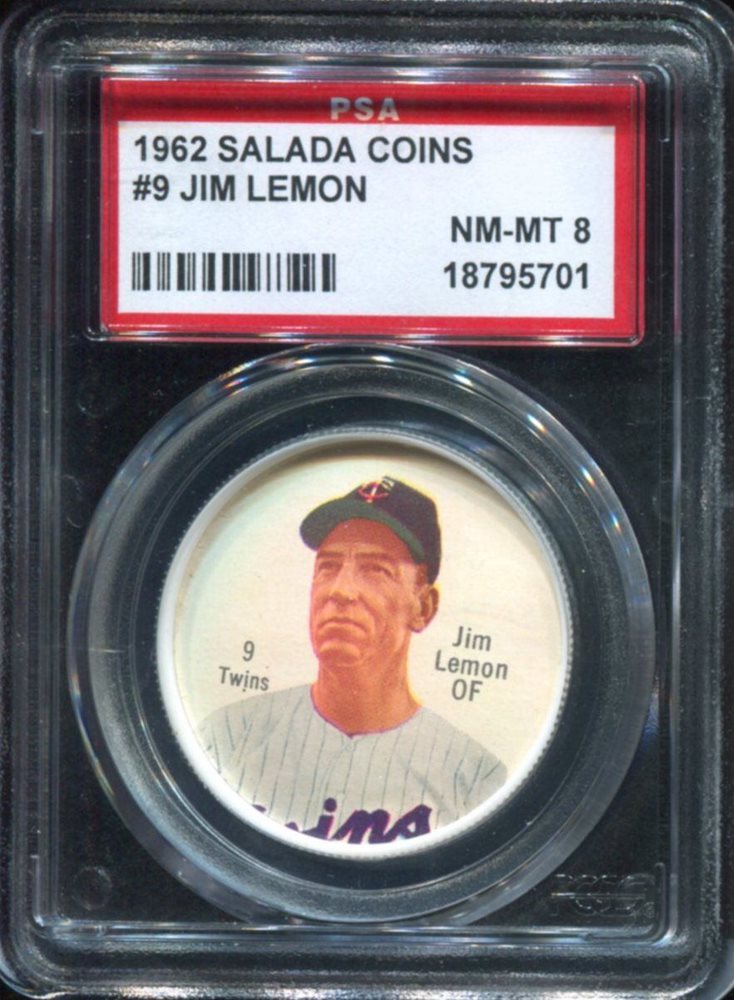 PSA
1962 SALADA COINS
#9 JIM LEMON
NM-MT 8
18795701
9
Twins
Jim
Lemon
OF